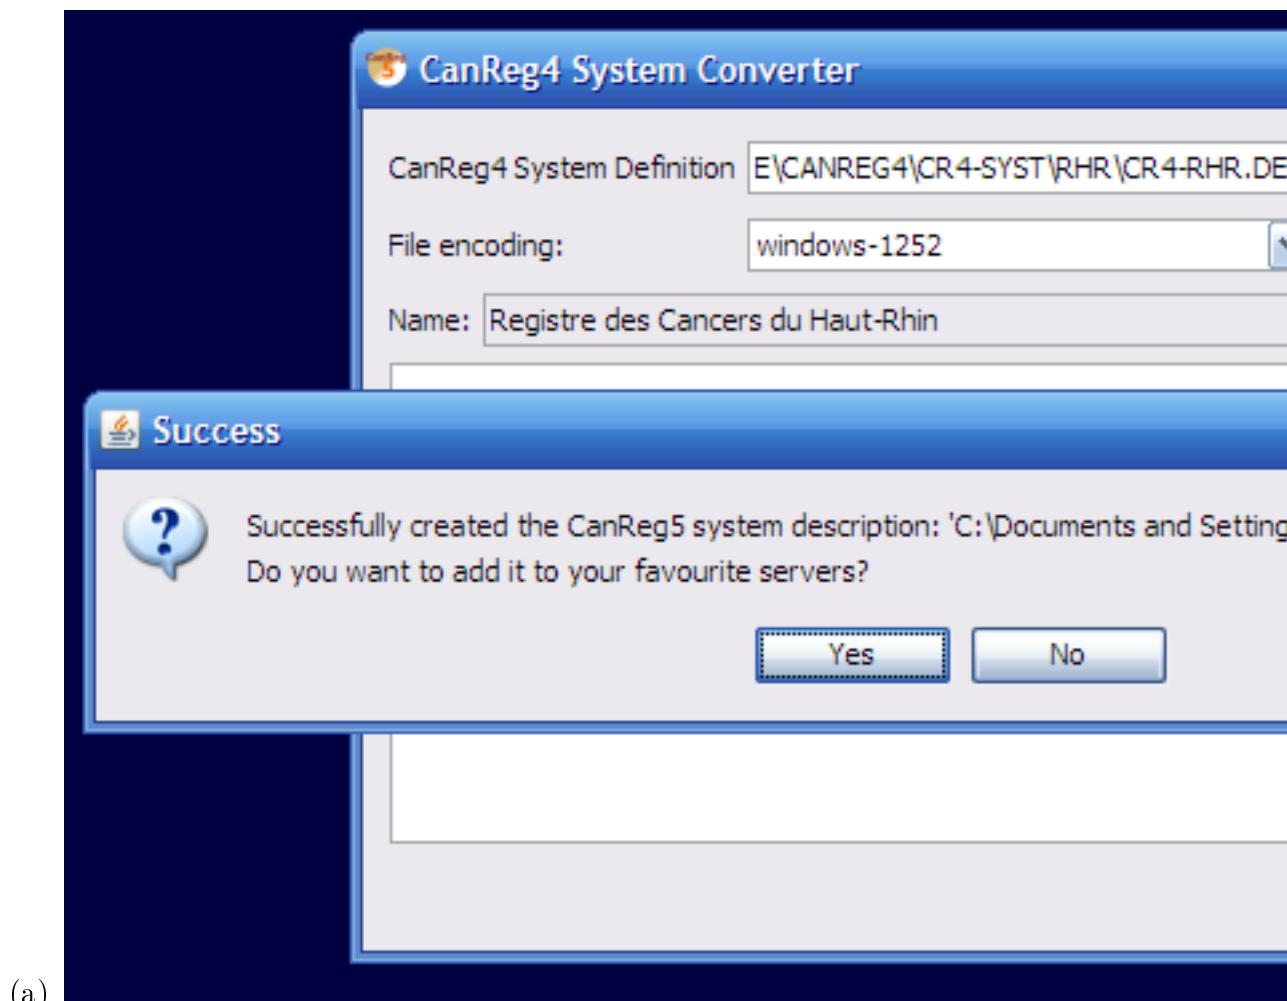 CanReg4 System Converter
CanReg4 System Definition E\CANREG4\CR4-SYST\RHR\CR4-RHR.DE
File encoding: windows-1252
Name: Registre des Cancers du Haut-Rhin
Success
Successfully created the CanReg5 system description: 'C:\Documents and Setting
Do you want to add it to your favourite servers?
Yes No
(a)